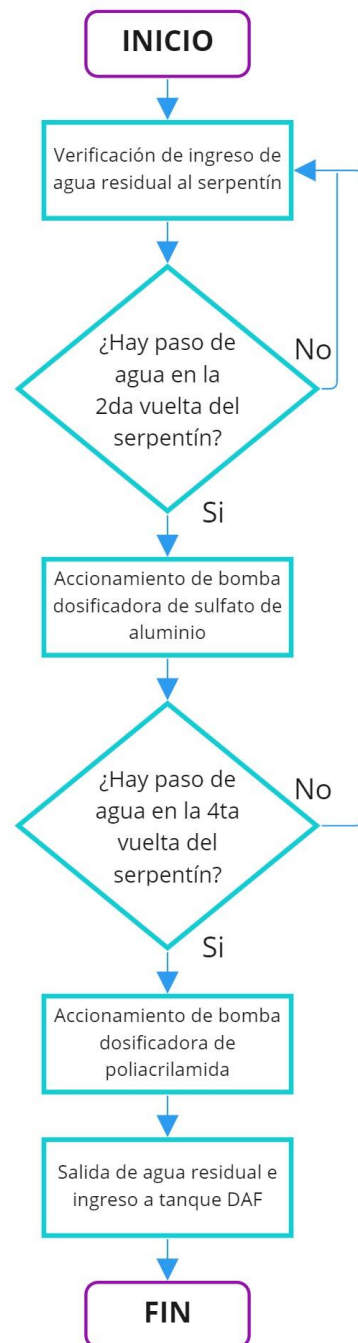 INICIO
Verificación de ingreso de
agua residual al serpentín
¿Hay paso de
agua en la
2da vuelta del
serpentín?
No
Si
Accionamiento de bomba
dosificadora de sulfato de
aluminio
¿Hay paso de
agua en la 4ta
vuelta del
serpentín?
No
Si
Accionamiento de bomba
dosificadora de
poliacrilamida
Salida de agua residual e
ingreso a tanque DAF
FIN